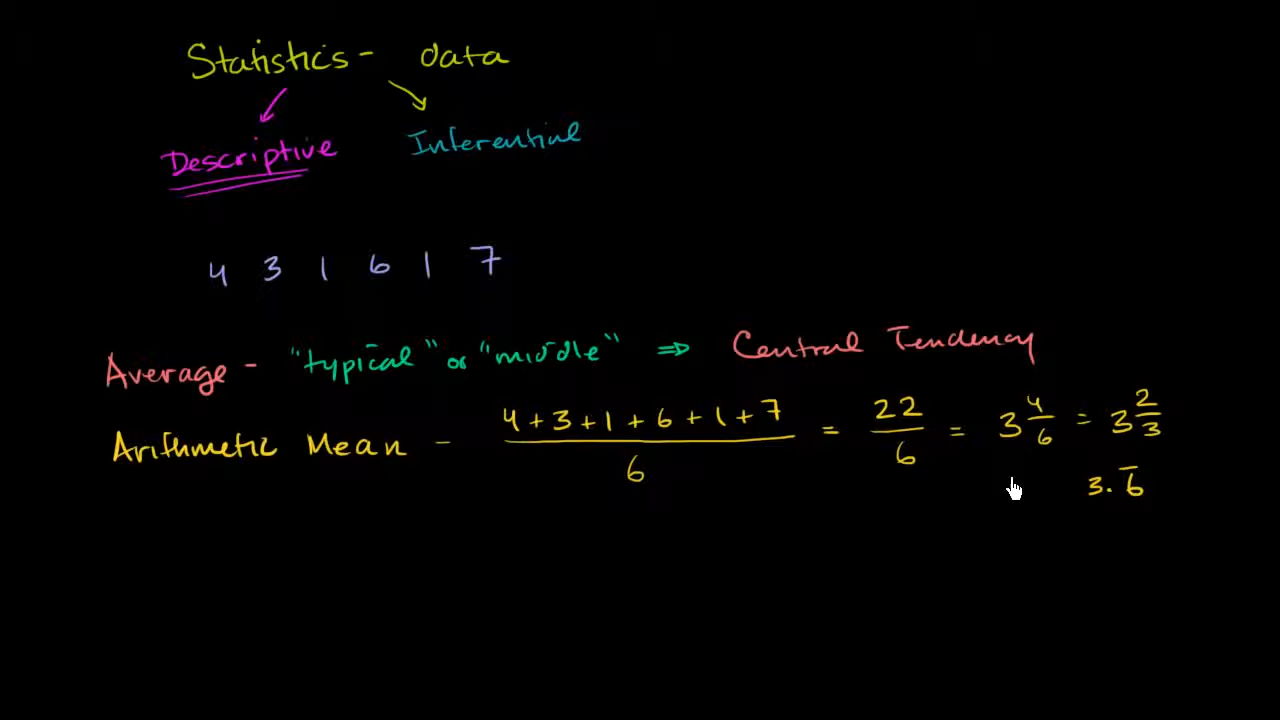 Statistics - data
Descriptive Inferential
4 3 1 6 1 7
Average - "typical" or "middle" ⇒ Central Tendency
Arithmetic Mean - 4+3+1+6+1+7 / 6 = 22/6 = 3 4/6 = 3 2/3
3.6̅